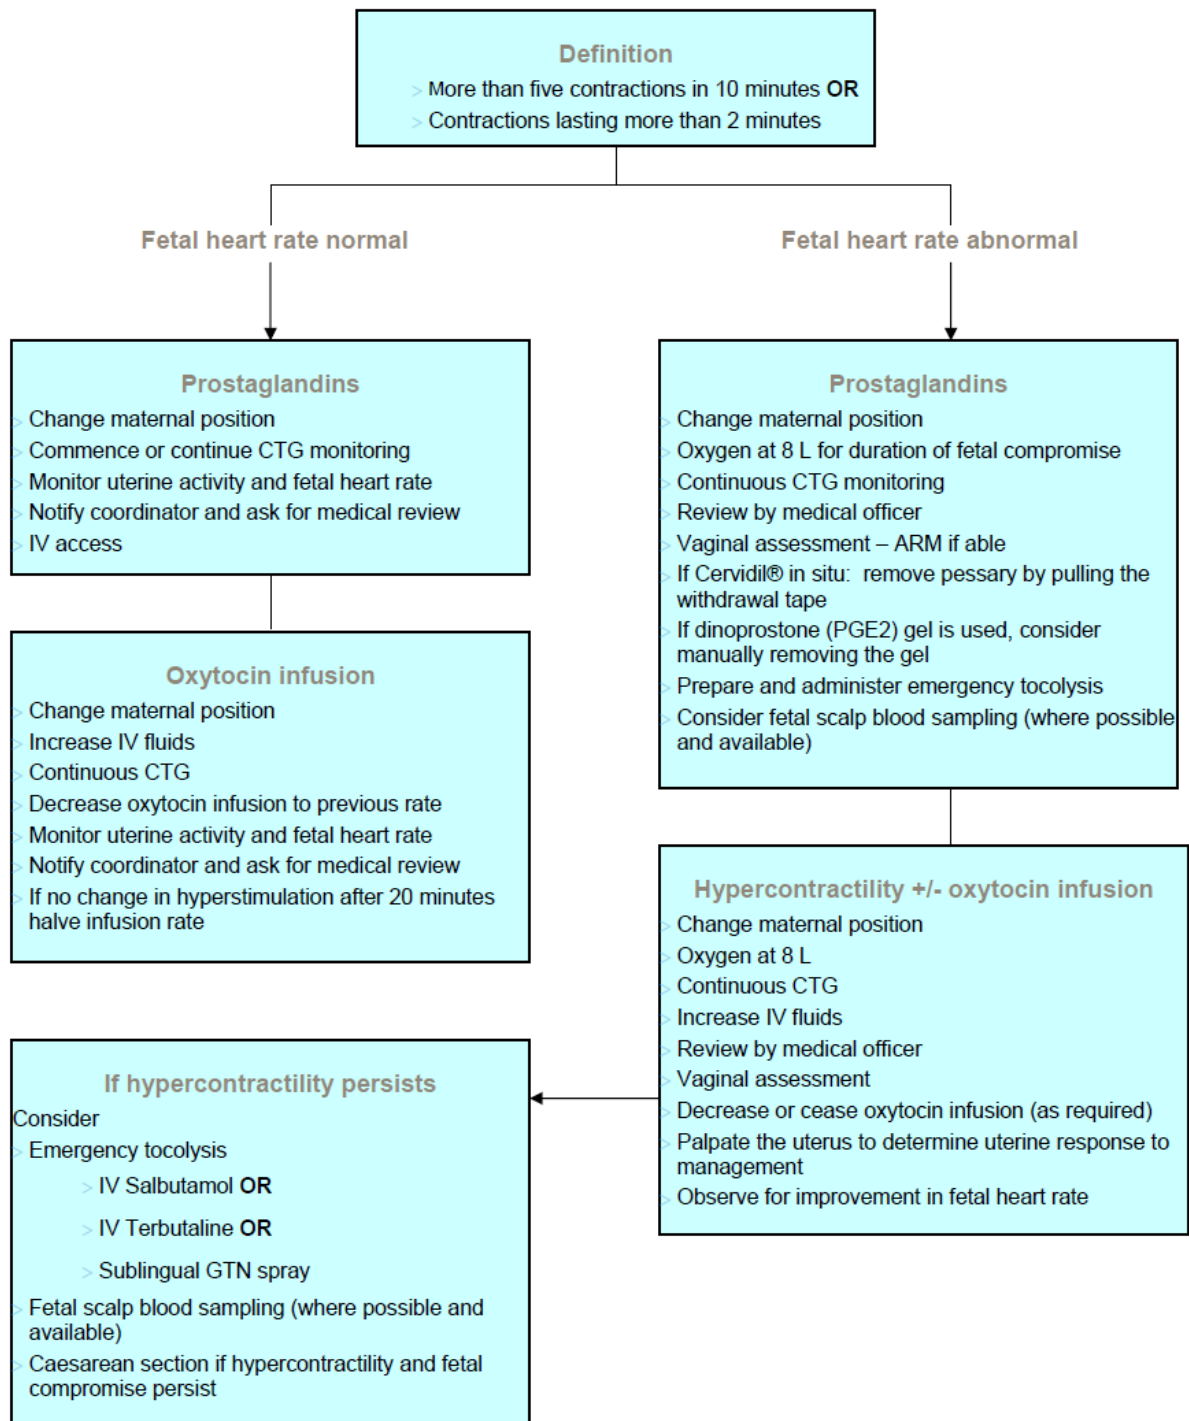 Definition
> More than five contractions in 10 minutes OR
> Contractions lasting more than 2 minutes
Fetal heart rate normal
Fetal heart rate abnormal
Prostaglandins
> Change maternal position
> Commence or continue CTG monitoring
> Monitor uterine activity and fetal heart rate
> Notify coordinator and ask for medical review
> IV access
Oxytocin infusion
> Change maternal position
> Increase IV fluids
> Continuous CTG
> Decrease oxytocin infusion to previous rate
> Monitor uterine activity and fetal heart rate
> Notify coordinator and ask for medical review
> If no change in hyperstimulation after 20 minutes
halve infusion rate
Prostaglandins
> Change maternal position
> Oxygen at 8 L for duration of fetal compromise
> Continuous CTG monitoring
> Review by medical officer
> Vaginal assessment – ARM if able
> If Cervidil® in situ: remove pessary by pulling the
withdrawal tape
> If dinoprostone (PGE2) gel is used, consider
manually removing the gel
> Prepare and administer emergency tocolysis
> Consider fetal scalp blood sampling (where possible
and available)
Hypercontractility +/- oxytocin infusion
> Change maternal position
> Oxygen at 8 L
> Continuous CTG
> Increase IV fluids
> Review by medical officer
> Vaginal assessment
> Decrease or cease oxytocin infusion (as required)
> Palpate the uterus to determine uterine response to
management
> Observe for improvement in fetal heart rate
If hypercontractility persists
Consider
> Emergency tocolysis
> IV Salbutamol OR
> IV Terbutaline OR
> Sublingual GTN spray
> Fetal scalp blood sampling (where possible and
available)
> Caesarean section if hypercontractility and fetal
compromise persist